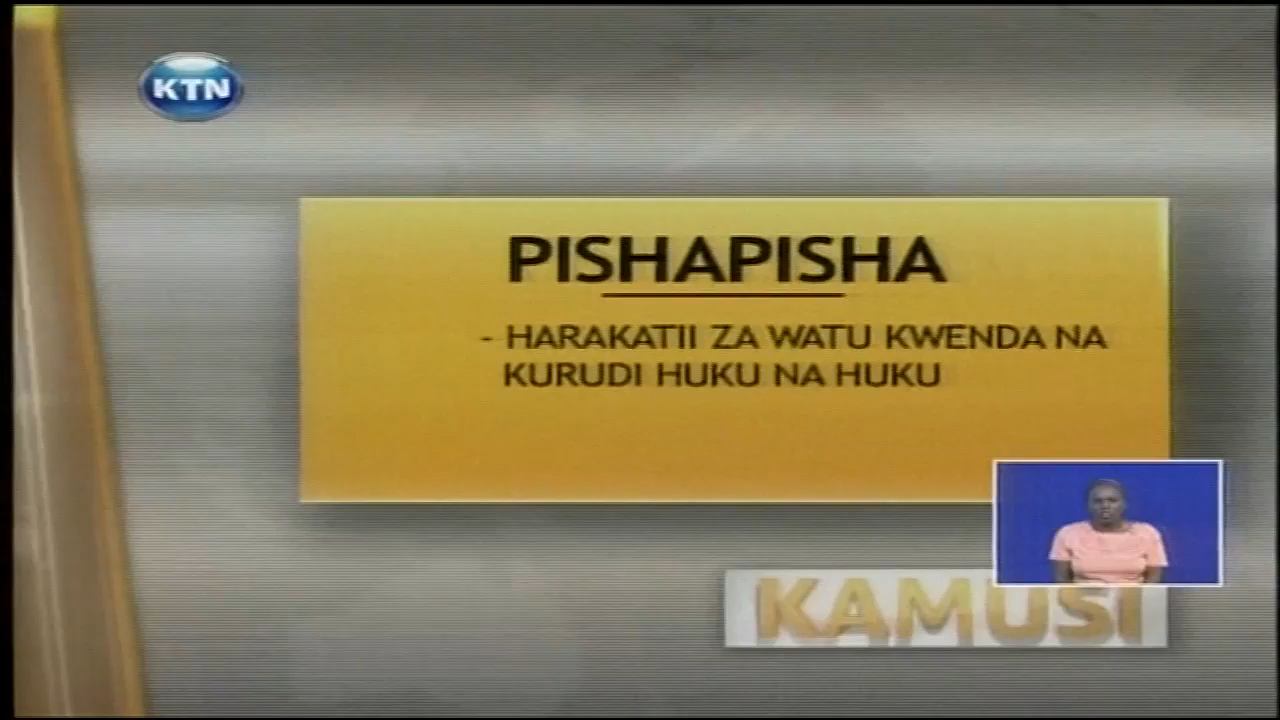 KTN
PISHAPISHA
- HARAKATII ZA WATU KWENDA NA
KURUDI HUKU NA HUKU
KAMUSI